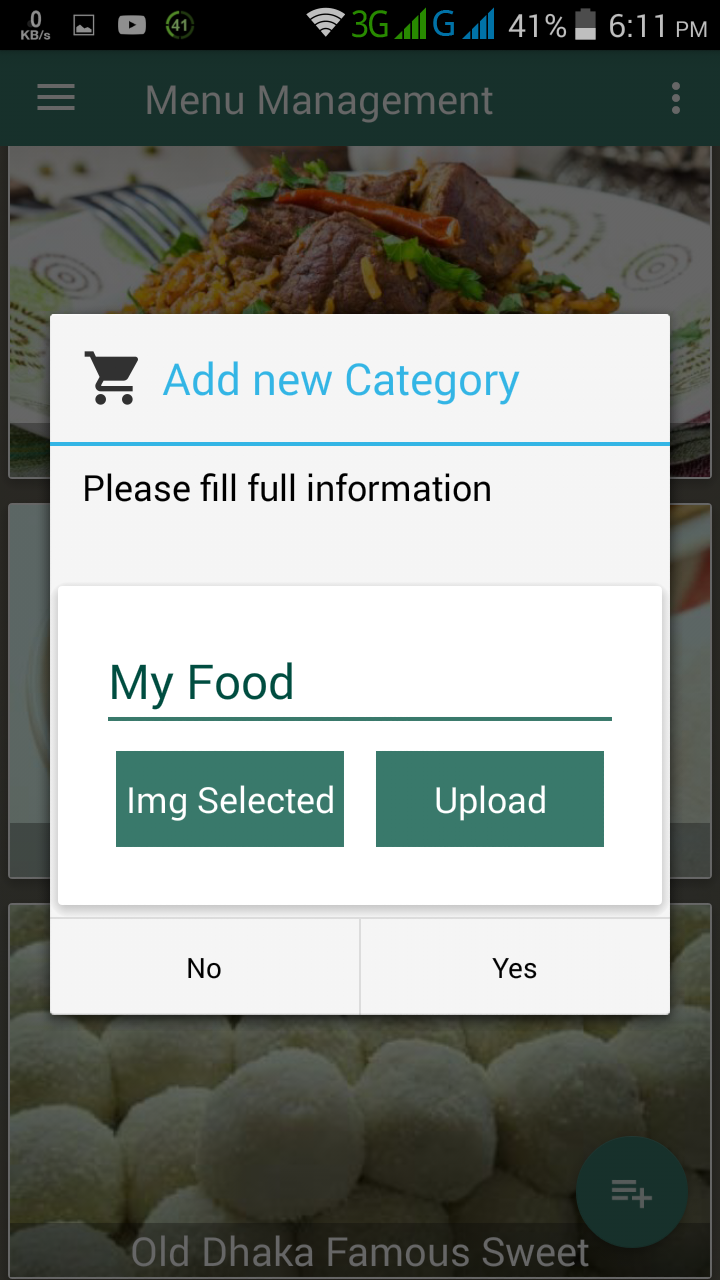 0 KB/s 41 3G G 41% 6:11 PM
Menu Management
Add new Category
Please fill full information
My Food
Img Selected Upload
No Yes
Old Dhaka Famous Sweet